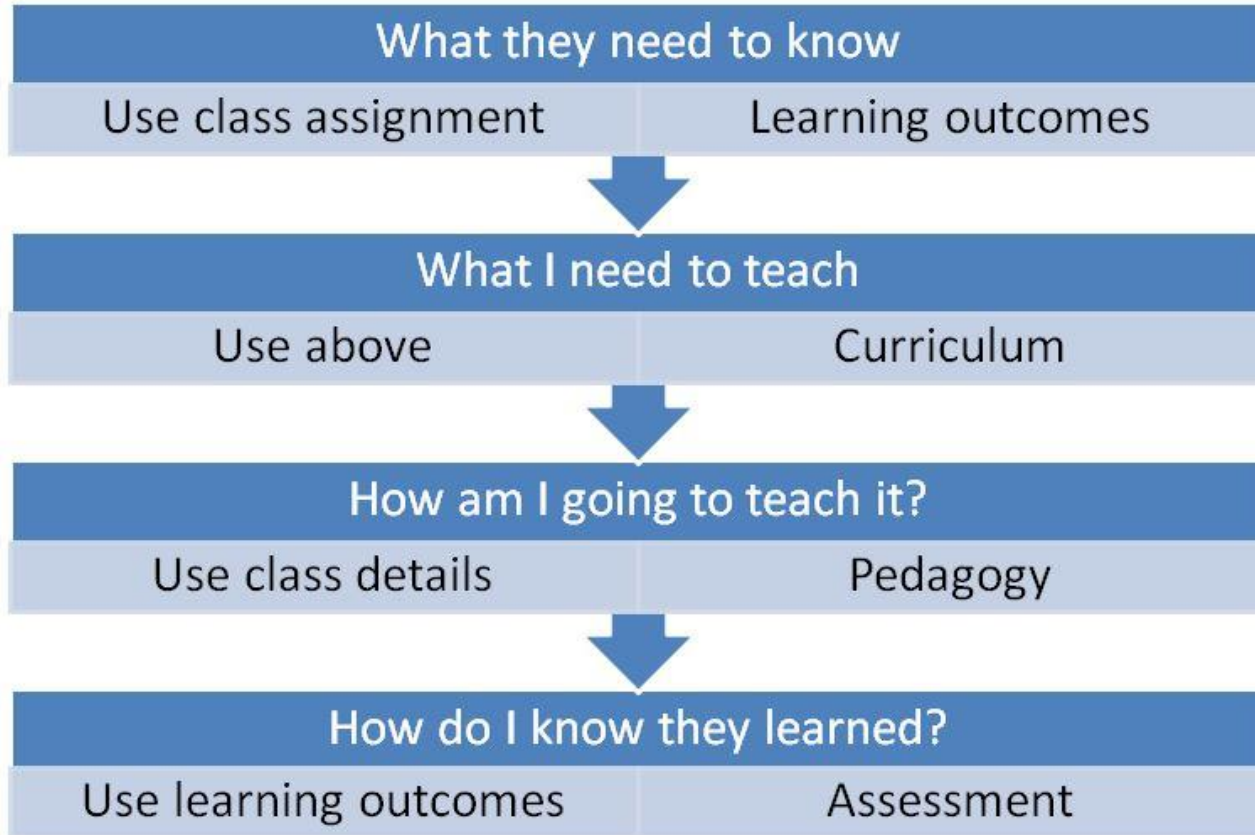 What they need to know
Use class assignment Learning outcomes
What I need to teach
Use above Curriculum
How am I going to teach it?
Use class details Pedagogy
How do I know they learned?
Use learning outcomes Assessment